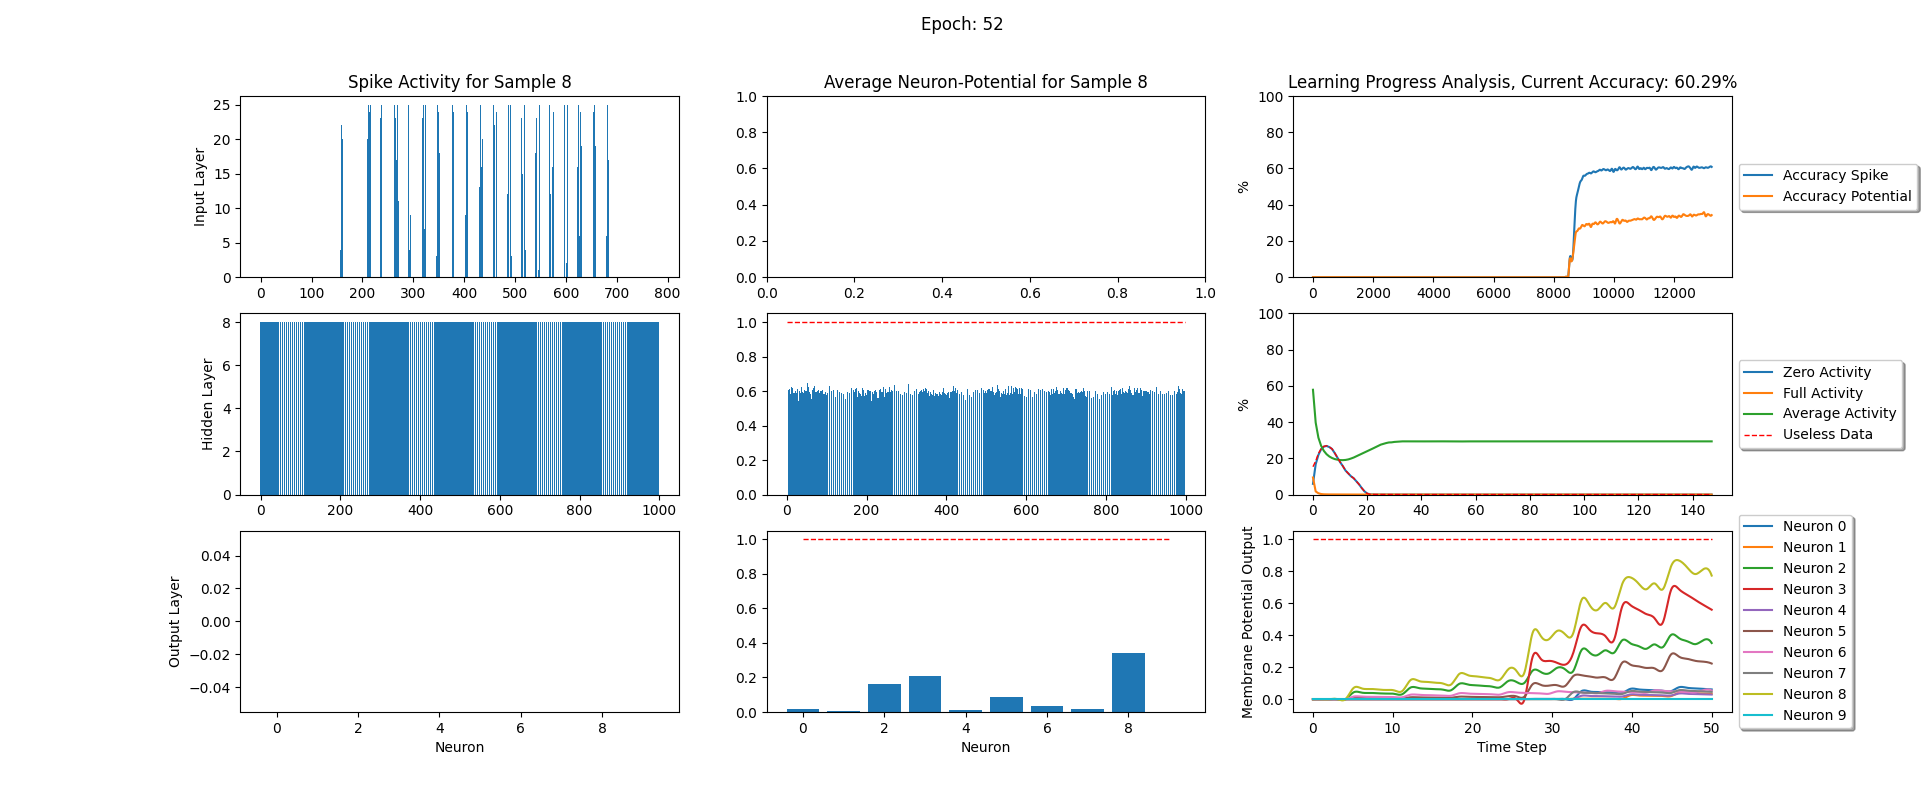 Epoch: 52
Spike Activity for Sample 8
Average Neuron-Potential for Sample 8
Learning Progress Analysis, Current Accuracy: 60.29%
Input Layer
25
20
15
10
5
0
0 100 200 300 400 500 600 700 800
1.0
0.8
0.6
0.4
0.2
0.0
0.0 0.2 0.4 0.6 0.8 1.0
%
100
80
60
40
20
0
0 2000 4000 6000 8000 10000 12000
Accuracy Spike
Accuracy Potential
Hidden Layer
8
6
4
2
0
0 200 400 600 800 1000
1.0
0.8
0.6
0.4
0.2
0.0
0 200 400 600 800 1000
%
100
80
60
40
20
0
0 20 40 60 80 100 120 140
Zero Activity
Full Activity
Average Activity
Useless Data
Output Layer
0.04
0.02
0.00
−0.02
−0.04
0 2 4 6 8
Neuron
1.0
0.8
0.6
0.4
0.2
0.0
0 2 4 6 8
Neuron
Membrane Potential Output
1.0
0.8
0.6
0.4
0.2
0.0
0 10 20 30 40 50
Time Step
Neuron 0
Neuron 1
Neuron 2
Neuron 3
Neuron 4
Neuron 5
Neuron 6
Neuron 7
Neuron 8
Neuron 9